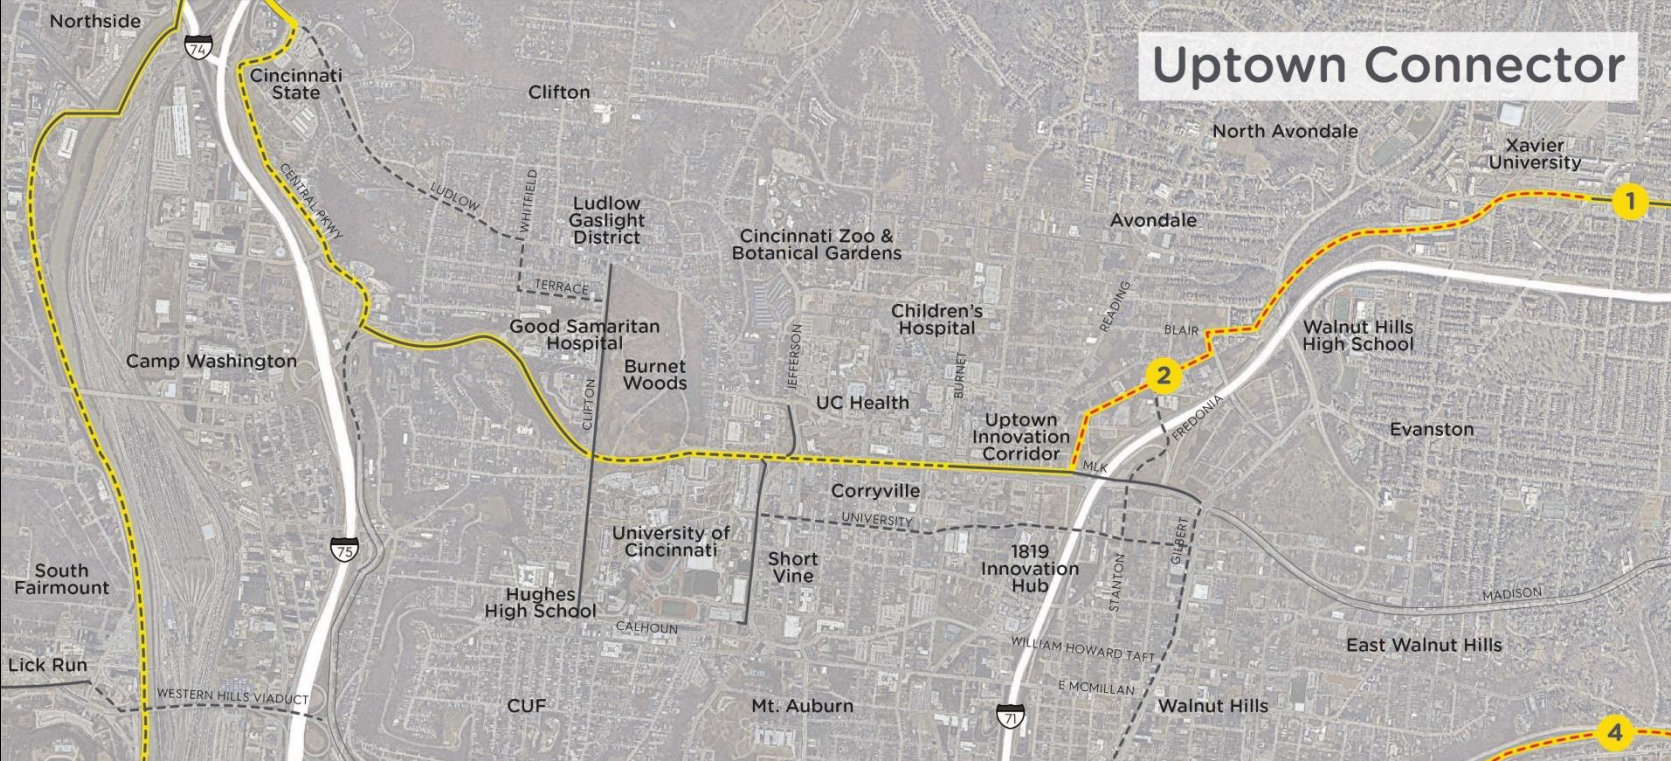 Northside
74
Uptown Connector
Cincinnati
State
Clifton
North Avondale
Xavier
University
1
CENTRAL PKWY
LUDLOW
WHITFIELD
Ludlow
Gaslight
District
Cincinnati Zoo &
Botanical Gardens
Avondale
TERRACE
READING
Good Samaritan
Hospital
Children's
Hospital
BLAIR
Walnut Hills
High School
Camp Washington
Burnet
Woods
JEFFERSON
BURNET
2
CLIFTON
UC Health
Uptown
Innovation
Corridor
FREDONIA
Evanston
MLK
Corryville
UNIVERSITY
University of
Cincinnati
75
Short
Vine
1819
Innovation
Hub
STANTON
GILBERT
South
Fairmount
Hughes
High School
CALHOUN
MADISON
WILLIAM HOWARD TAFT
East Walnut Hills
Lick Run
WESTERN HILLS VIADUCT
E MCMILLAN
CUF
Mt. Auburn
71
Walnut Hills
4